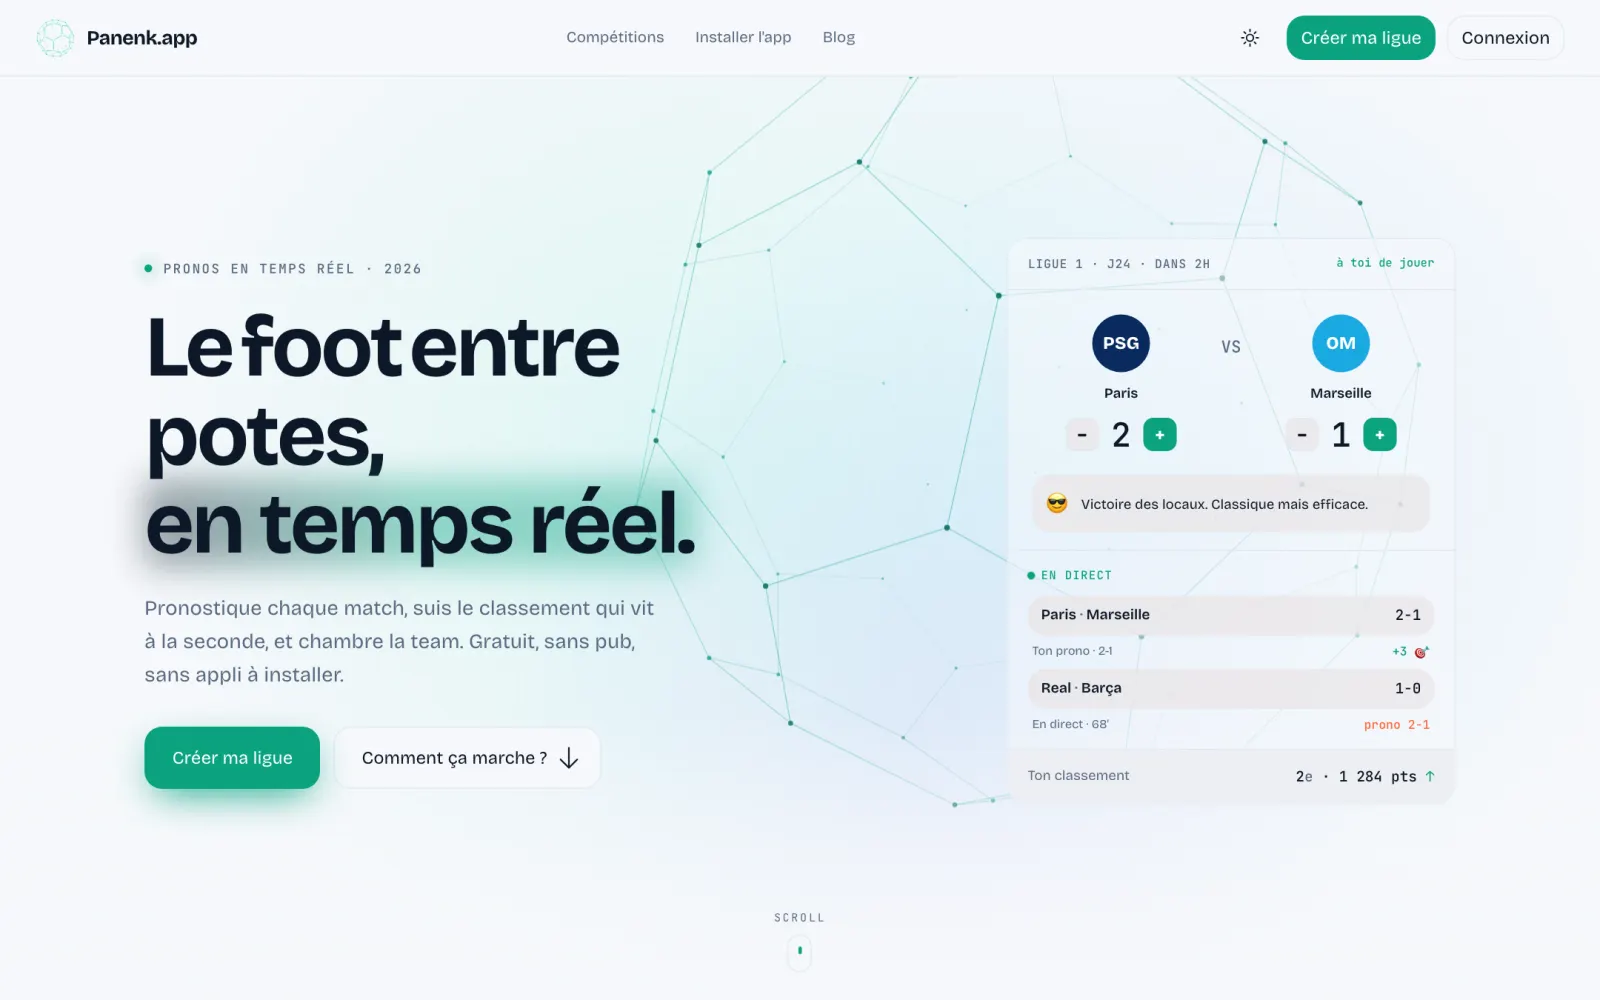 Panenk.app
Compétitions
Installer l'app
Blog
Créer ma ligue
Connexion
PRONOS EN TEMPS RÉEL · 2026
Le foot entre
potes,
en temps réel.
Pronostique chaque match, suis le classement qui vit
à la seconde, et chambre la team. Gratuit, sans pub,
sans appli à installer.
Créer ma ligue
Comment ça marche ? ↓
LIGUE 1 · J24 · DANS 2H
à toi de jouer
PSG
VS
OM
Paris
Marseille
- 2 +
- 1 +
😎 Victoire des locaux. Classique mais efficace.
EN DIRECT
Paris · Marseille 2-1
Ton prono · 2-1 +3 🎯
Real · Barça 1-0
En direct · 68' prono 2-1
Ton classement 2e · 1 284 pts ↑
SCROLL